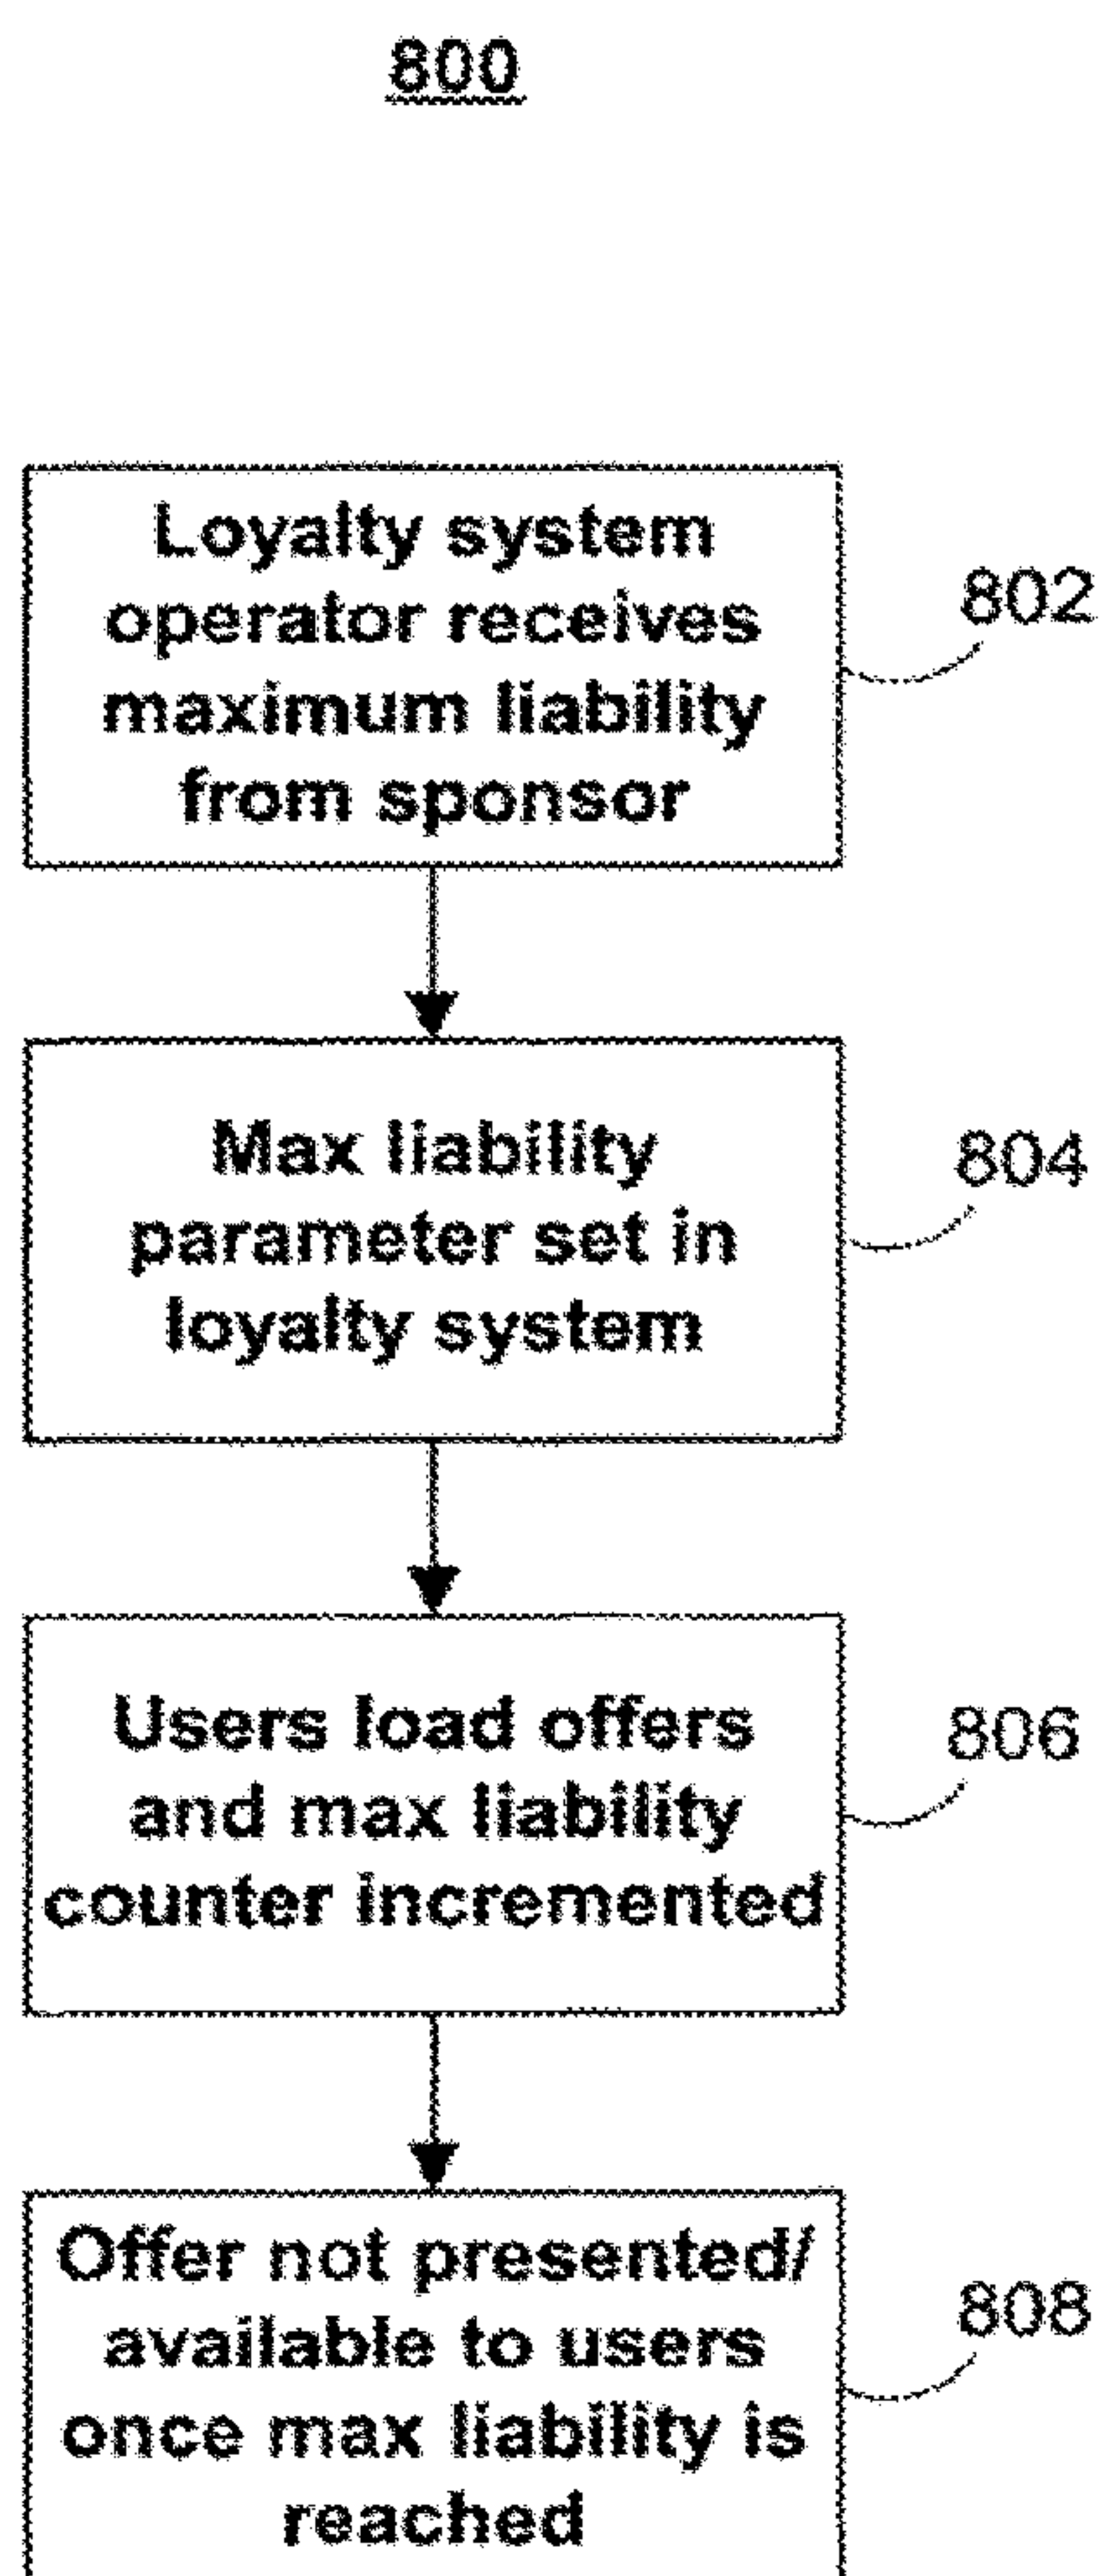 800
Loyalty system
operator receives
maximum liability
from sponsor
802
Max liability
parameter set in
loyalty system
804
Users load offers
and max liability
counter incremented
806
Offer not presented/
available to users
once max liability is
reached
808